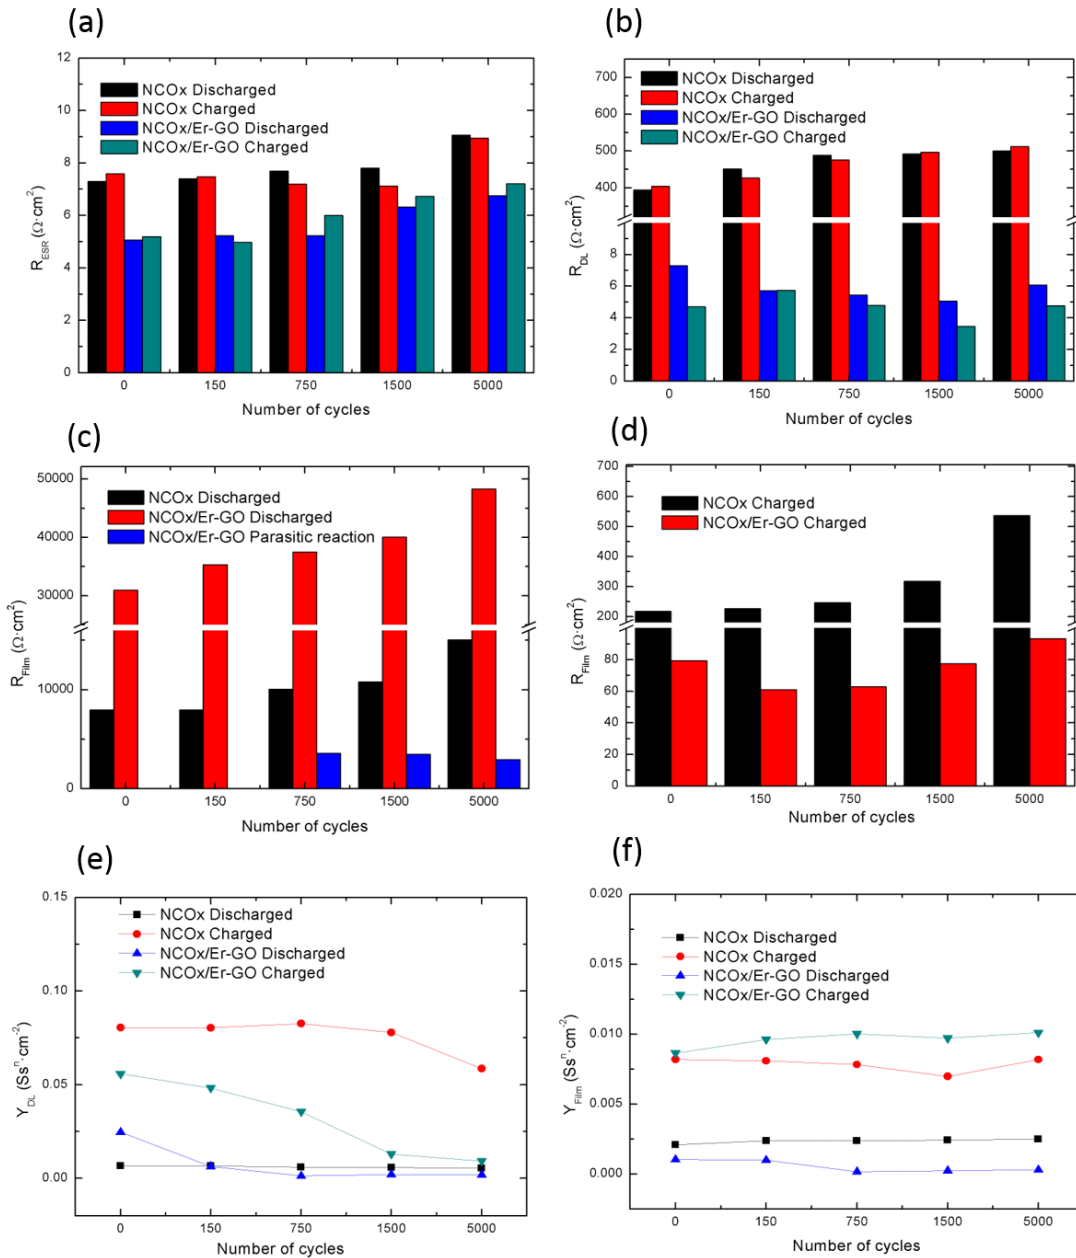 (a)
12
10
8
6
4
2
0
R_ESR (Ω·cm²)
NCOx Discharged
NCOx Charged
NCOx/Er-GO Discharged
NCOx/Er-GO Charged
0 150 750 1500 5000
Number of cycles
(b)
700
600
500
400
8
6
4
2
0
R_DL (Ω·cm²)
NCOx Discharged
NCOx Charged
NCOx/Er-GO Discharged
NCOx/Er-GO Charged
0 150 750 1500 5000
Number of cycles
(c)
50000
40000
30000
10000
0
R_Film (Ω·cm²)
NCOx Discharged
NCOx/Er-GO Discharged
NCOx/Er-GO Parasitic reaction
0 150 750 1500 5000
Number of cycles
(d)
700
600
500
400
300
200
80
60
40
20
0
R_Film (Ω·cm²)
NCOx Charged
NCOx/Er-GO Charged
0 150 750 1500 5000
Number of cycles
(e)
0.15
0.10
0.05
0.00
Y_DL (Ssⁿ·cm⁻²)
NCOx Discharged
NCOx Charged
NCOx/Er-GO Discharged
NCOx/Er-GO Charged
0 150 750 1500 5000
Number of cycles
(f)
0.020
0.015
0.010
0.005
0.000
Y_Film (Ssⁿ·cm⁻²)
NCOx Discharged
NCOx Charged
NCOx/Er-GO Discharged
NCOx/Er-GO Charged
0 150 750 1500 5000
Number of cycles